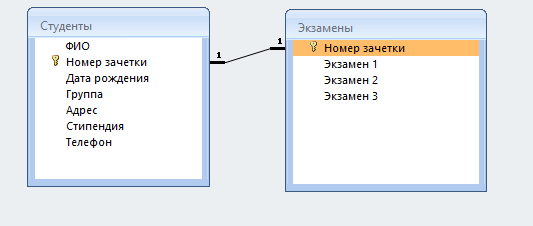 Студенты
ФИО
Номер зачетки
Дата рождения
Группа
Адрес
Стипендия
Телефон
1
1
Экзамены
Номер зачетки
Экзамен 1
Экзамен 2
Экзамен 3